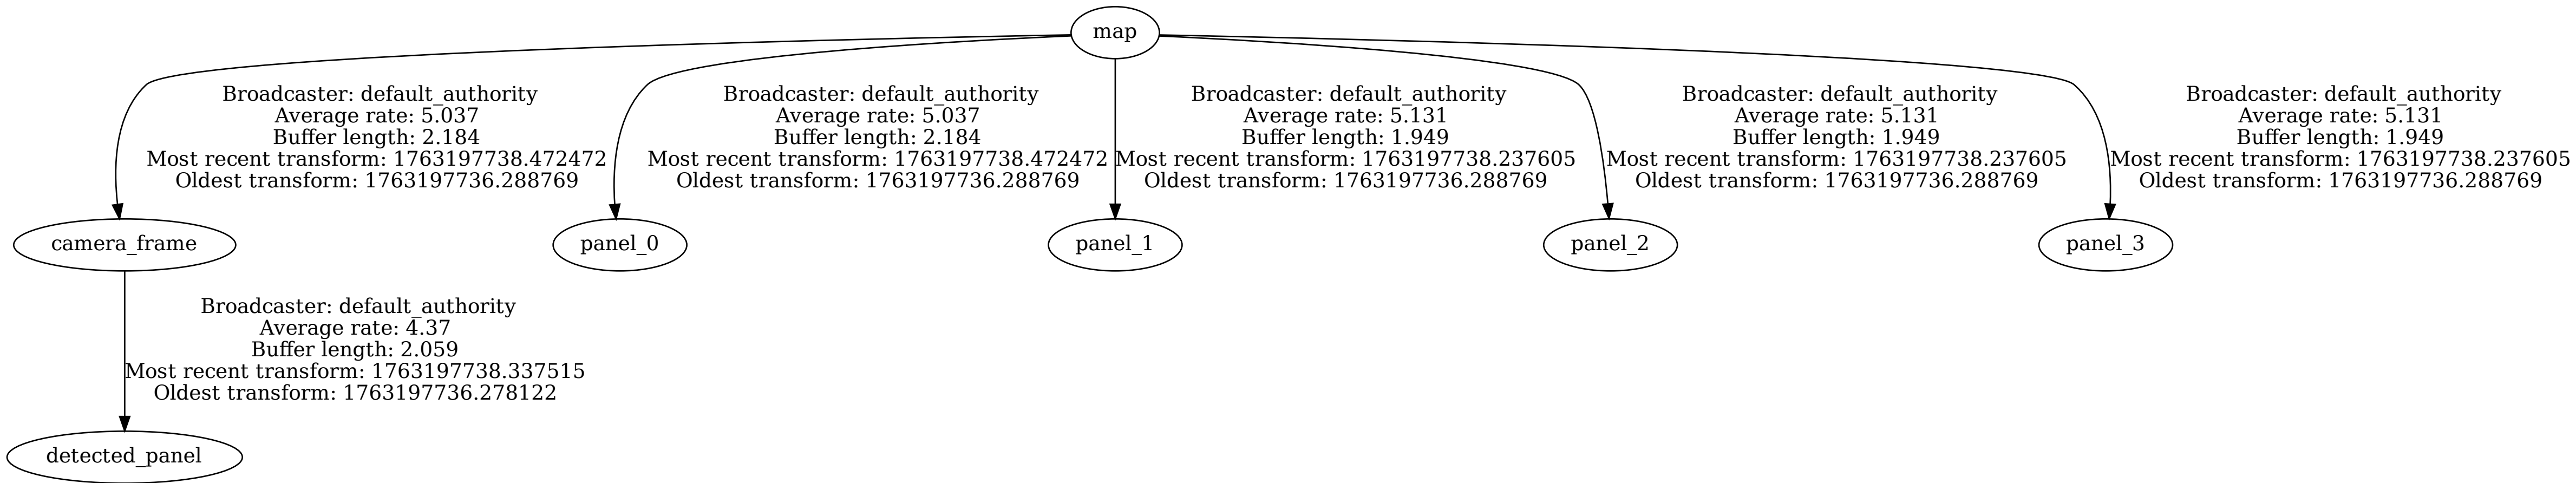 map
Broadcaster: default_authority
Average rate: 5.037
Buffer length: 2.184
Most recent transform: 1763197738.472472
Oldest transform: 1763197736.288769
Broadcaster: default_authority
Average rate: 5.037
Buffer length: 2.184
Most recent transform: 1763197738.472472
Oldest transform: 1763197736.288769
Broadcaster: default_authority
Average rate: 5.131
Buffer length: 1.949
Most recent transform: 1763197738.237605
Oldest transform: 1763197736.288769
Broadcaster: default_authority
Average rate: 5.131
Buffer length: 1.949
Most recent transform: 1763197738.237605
Oldest transform: 1763197736.288769
Broadcaster: default_authority
Average rate: 5.131
Buffer length: 1.949
Most recent transform: 1763197738.237605
Oldest transform: 1763197736.288769
camera_frame
panel_0
panel_1
panel_2
panel_3
Broadcaster: default_authority
Average rate: 4.37
Buffer length: 2.059
Most recent transform: 1763197738.337515
Oldest transform: 1763197736.278122
detected_panel